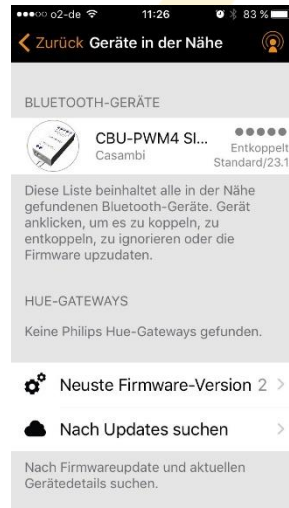 o2-de 11:26 83 %
Zurück Geräte in der Nähe
BLUETOOTH-GERÄTE
CBU-PWM4 SI...
Casambi
Entkoppelt
Standard/23.1
Diese Liste beinhaltet alle in der Nähe
gefundenen Bluetooth-Geräte. Gerät
anklicken, um es zu koppeln, zu
entkoppeln, zu ignorieren oder die
Firmware upzudaten.
HUE-GATEWAYS
Keine Philips Hue-Gateways gefunden.
Neuste Firmware-Version 2
Nach Updates suchen
Nach Firmwareupdate und aktuellen
Gerätedetails suchen.